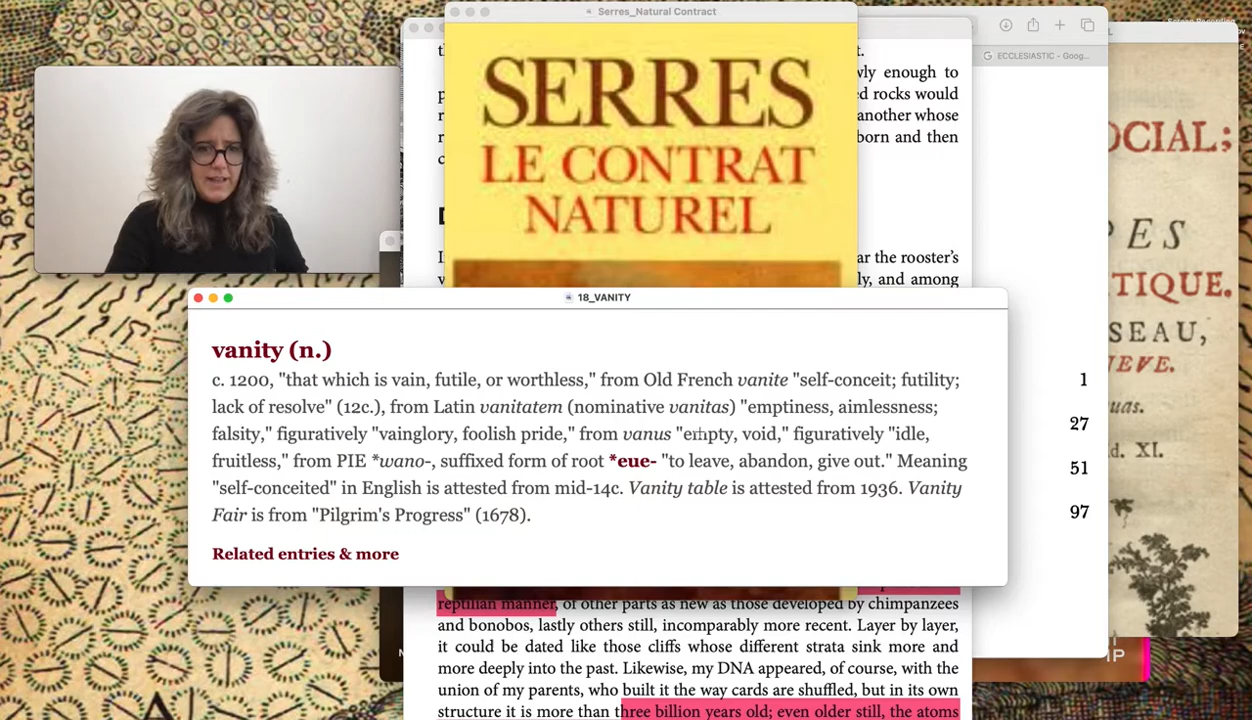 Serres_Natural Contract
ECCLESIASTIC - Goog...
wly enough to
ed rocks would
another whose
born and then
SERRES
LE CONTRAT
NATUREL
ar the rooster's
ly, and among
OCIAL;
ES
TIQUE.
SEAU,
EVE.
uas.
d. XI.
18_VANITY
vanity (n.)
c. 1200, "that which is vain, futile, or worthless," from Old French vanite "self-conceit; futility;
lack of resolve" (12c.), from Latin vanitatem (nominative vanitas) "emptiness, aimlessness;
falsity," figuratively "vainglory, foolish pride," from vanus "empty, void," figuratively "idle,
fruitless," from PIE *wano-, suffixed form of root *eue- "to leave, abandon, give out." Meaning
"self-conceited" in English is attested from mid-14c. Vanity table is attested from 1936. Vanity
Fair is from "Pilgrim's Progress" (1678).
Related entries & more
1
27
51
97
reptilian manner, of other parts as new as those developed by chimpanzees
and bonobos, lastly others still, incomparably more recent. Layer by layer,
it could be dated like those cliffs whose different strata sink more and
more deeply into the past. Likewise, my DNA appeared, of course, with the
union of my parents, who built it the way cards are shuffled, but in its own
structure it is more than three billion years old; even older still, the atoms